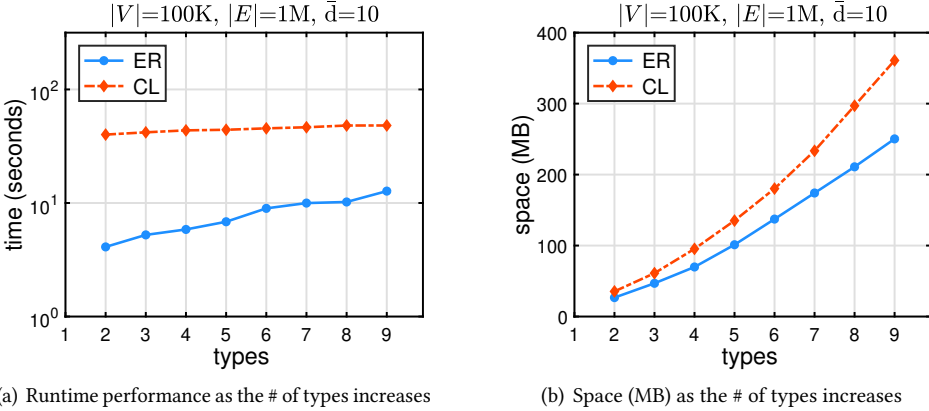 |V|=100K, |E|=1M, d̄=10
ER
CL
time (seconds)
10²
10¹
10⁰
1 2 3 4 5 6 7 8 9
types
(a) Runtime performance as the # of types increases
|V|=100K, |E|=1M, d̄=10
ER
CL
space (MB)
400
300
200
100
0
1 2 3 4 5 6 7 8 9
types
(b) Space (MB) as the # of types increases